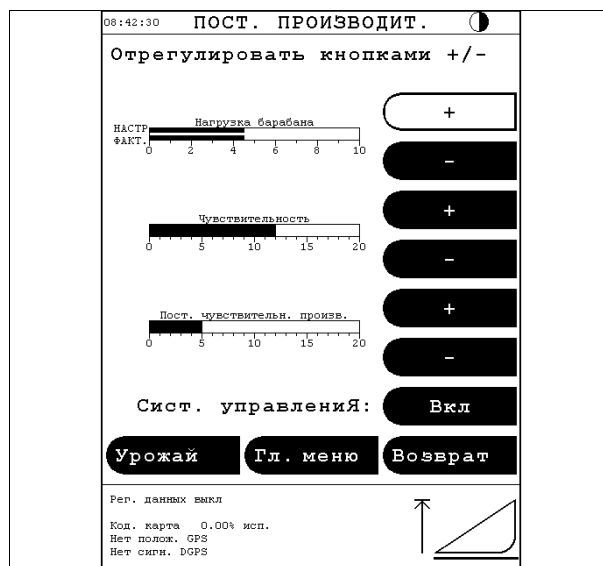 08:42:30 ПОСТ. ПРОИЗВОДИТ.
Отрегулировать кнопками +/-
Нагрузка барабана
НАСТР
ФАКТ.
0 2 4 6 8 10
+
-
Чувствительность
0 5 10 15 20
+
-
Пост. чувствительн. произв.
0 5 10 15 20
+
-
Сист. управлениЯ: Вкл
Урожай Гл. меню Возврат
Рег. данных выкл
Код. карта 0.00% исп.
Нет полож. GPS
Нет сигн. DGPS